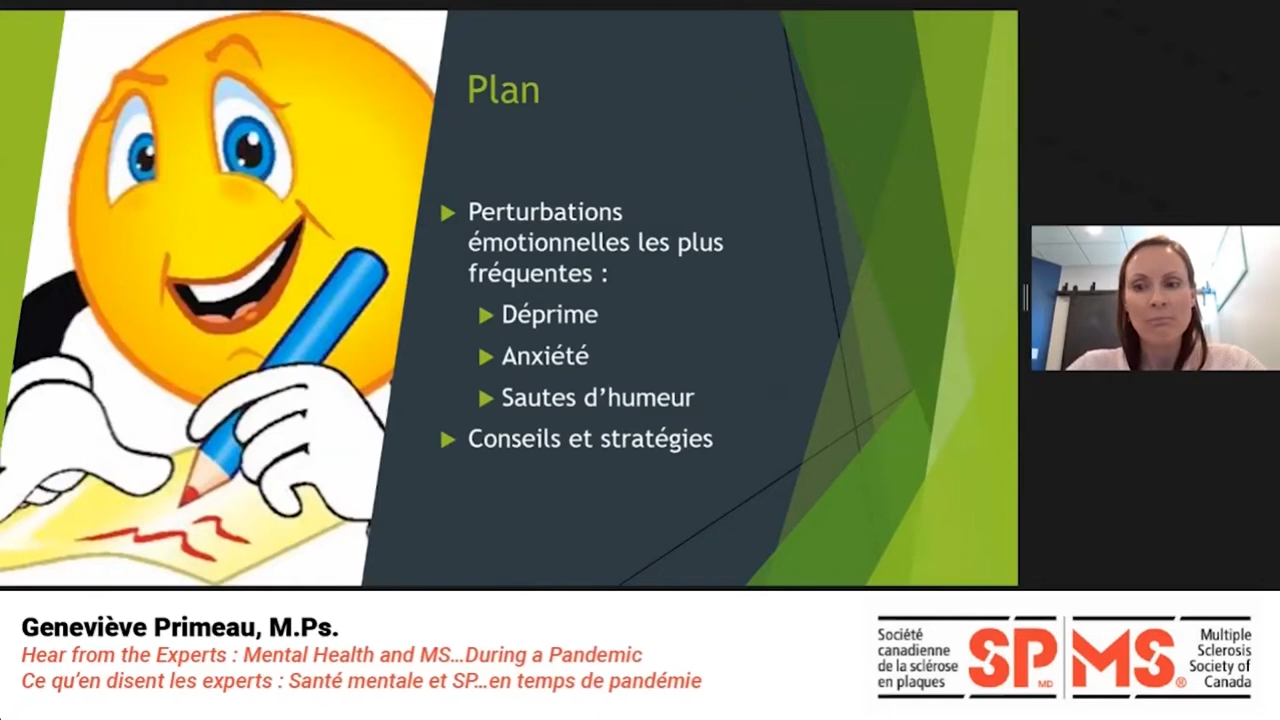 Plan
Perturbations
émotionnelles les plus
fréquentes :
Déprime
Anxiété
Sautes d’humeur
Conseils et stratégies
Geneviève Primeau, M.Ps.
Hear from the Experts : Mental Health and MS…During a Pandemic
Ce qu’en disent les experts : Santé mentale et SP…en temps de pandémie
Société
canadienne
de la sclérose
en plaques
SP MD
MS ®
Multiple
Sclerosis
Society of
Canada